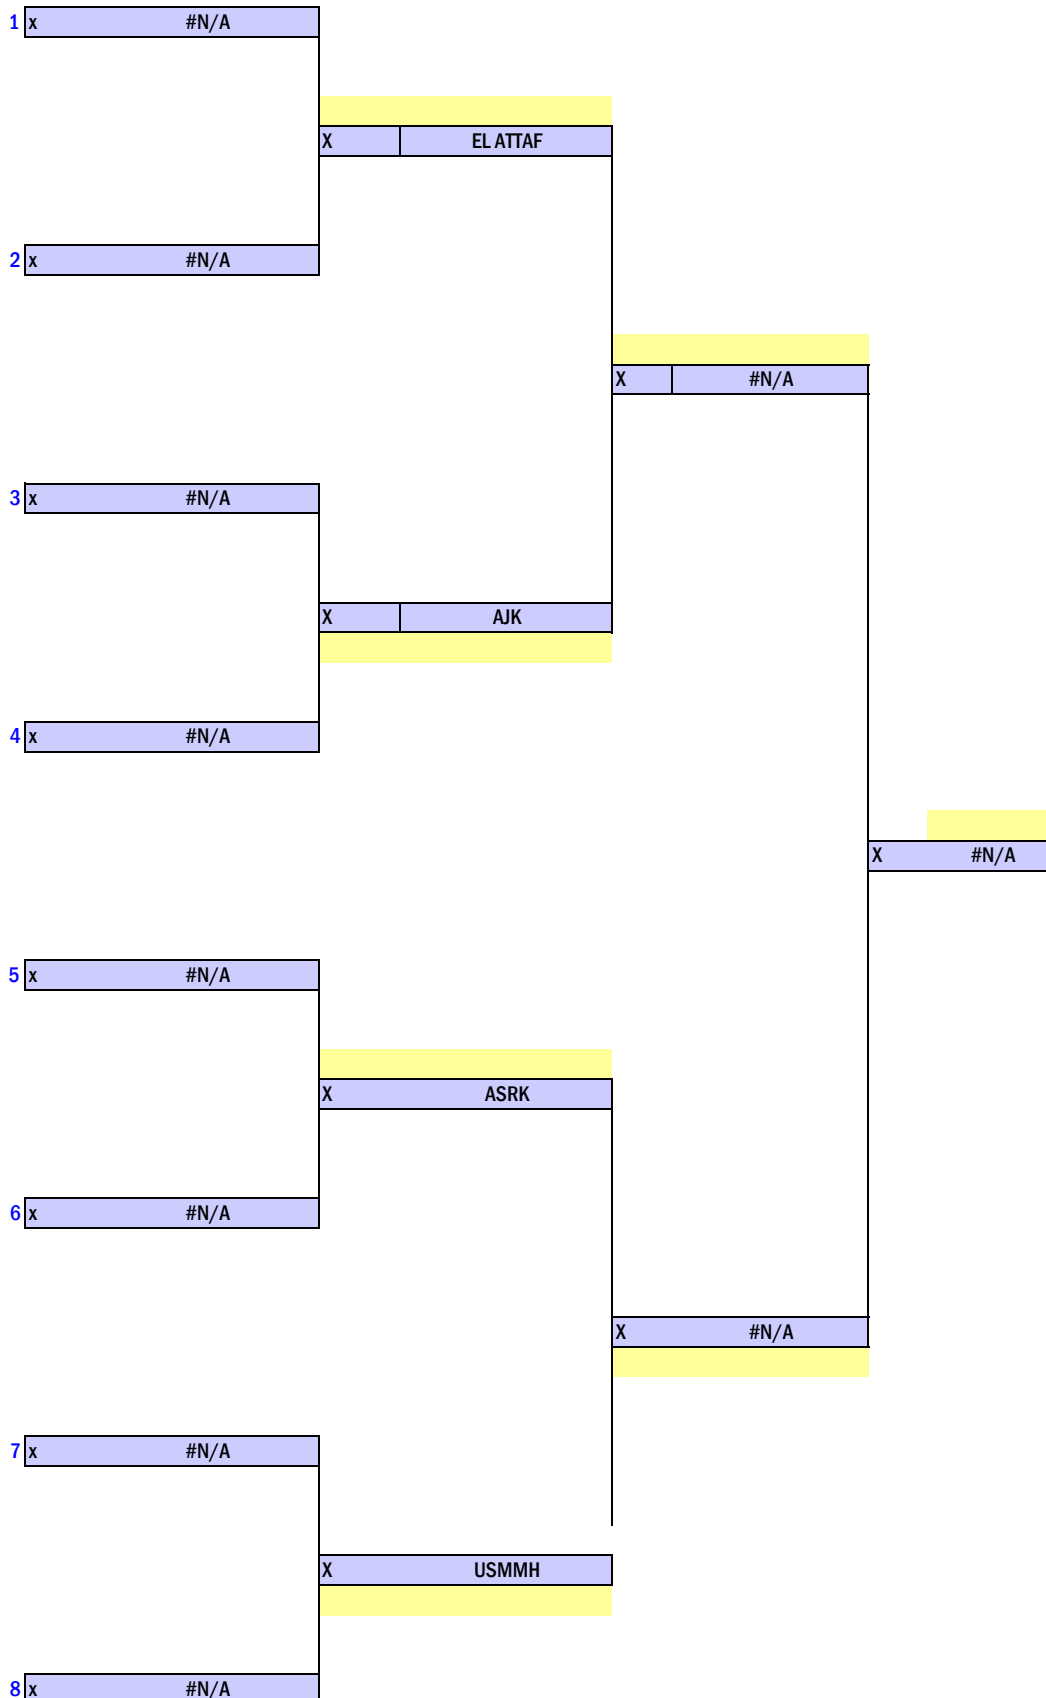 1 x #N/A
X EL ATTAF
2 x #N/A
X #N/A
3 x #N/A
X AJK
4 x #N/A
X #N/A
5 x #N/A
X ASRK
6 x #N/A
X #N/A
7 x #N/A
X USMMH
8 x #N/A